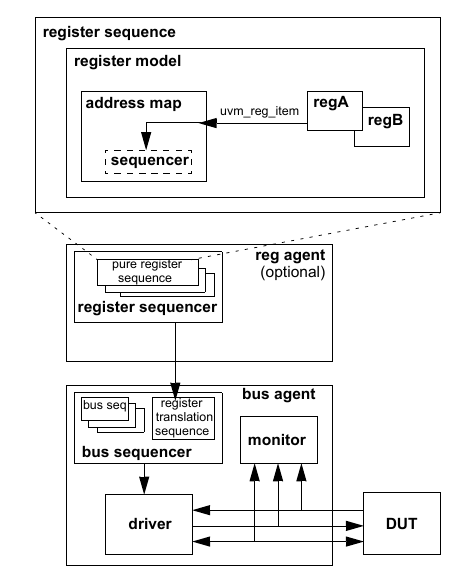 register sequence
register model
address map
uvm_reg_item
regA
regB
sequencer
reg agent
(optional)
pure register
sequence
register sequencer
bus agent
bus seq
register
translation
sequence
bus sequencer
monitor
driver
DUT